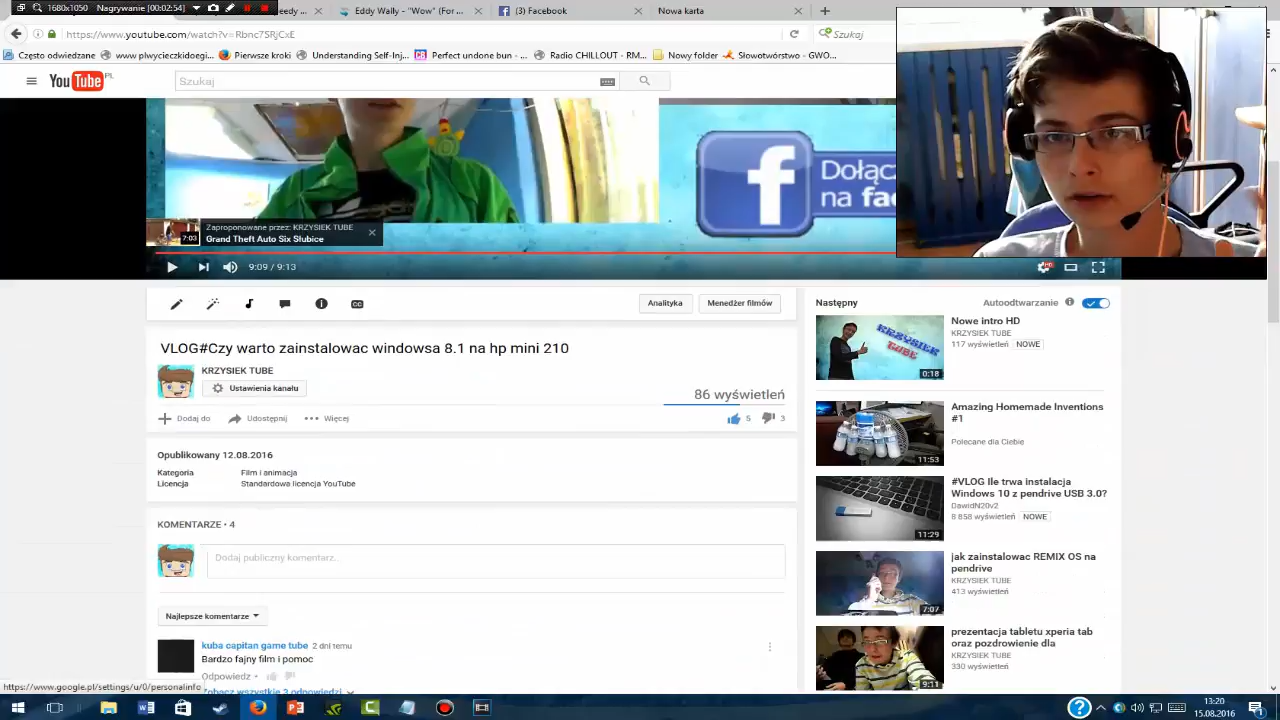 1680x1050 Nagrywanie [00:02:54]
Eddy Wally - "Wow" (For ...
(3) Facebook
Nowa karta
https://www.youtube.com/watch?v=Rbnc7S9jCxE
Szukaj
Często odwiedzane
www piwycieczkidogi...
Pierwsze kroki
Understanding Self-Inj...
Perfect undone bun - ...
Radio CHILLOUT - RM...
Nowy folder
Słowotwórstwo - GWO...
YouTube PL
Szukaj
Dołącz
na fa
Zaproponowane przez: KRZYSIEK TUBE
Grand Theft Auto Six Słubice
7:03
9:09 / 9:13
HD
CC
Analityka
Menedżer filmów
VLOG#Czy warto zainstalowac windowsa 8.1 na hp mini 210
KRZYSIEK TUBE
Ustawienia kanału
86 wyświetleń
Dodaj do
Udostępnij
Więcej
5
3
Opublikowany 12.08.2016
Kategoria Film i animacja
Licencja Standardowa licencja YouTube
KOMENTARZE • 4
Dodaj publiczny komentarz...
Najlepsze komentarze
kuba capitan game tube 2 dni temu
Bardzo fajny film i pomoc
Odpowiedz
Zobacz wszystkie 3 odpowiedzi
https://www.google.pl/settings/u/0/personalinfo
Następny
Autoodtwarzanie
Nowe intro HD
KRZYSIEK TUBE
117 wyświetleń NOWE
KRZYSIEK
TUBE
0:18
Amazing Homemade Inventions
#1
Polecane dla Ciebie
11:53
#VLOG Ile trwa instalacja
Windows 10 z pendrive USB 3.0?
DawidN20v2
8 858 wyświetleń NOWE
11:29
jak zainstalowac REMIX OS na
pendrive
KRZYSIEK TUBE
413 wyświetleń
7:07
prezentacja tabletu xperia tab
oraz pozdrowienie dla
KRZYSIEK TUBE
330 wyświetleń
9:11
13:20
15.08.2016